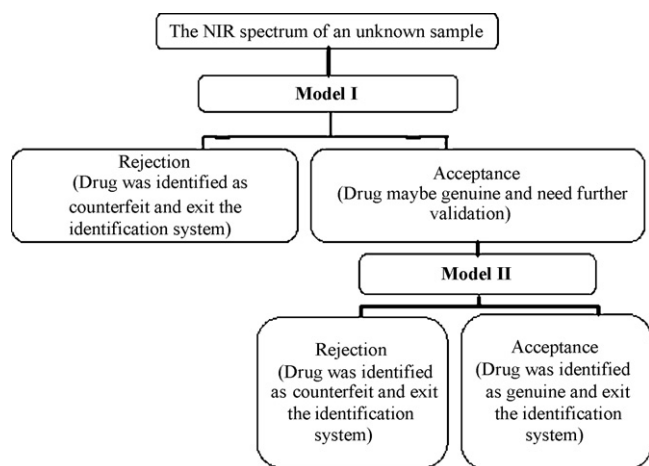 The NIR spectrum of an unknown sample
Model I
Rejection
(Drug was identified as
counterfeit and exit the
identification system)
Acceptance
(Drug maybe genuine and need further
validation)
Model II
Rejection
(Drug was identified
as counterfeit and exit
the identification
system)
Acceptance
(Drug was identified
as genuine and exit
the identification
system)